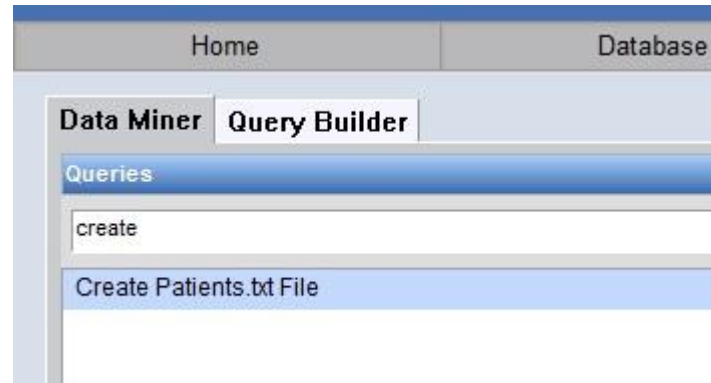 Home Database
Data Miner Query Builder
Queries
create
Create Patients.txt File